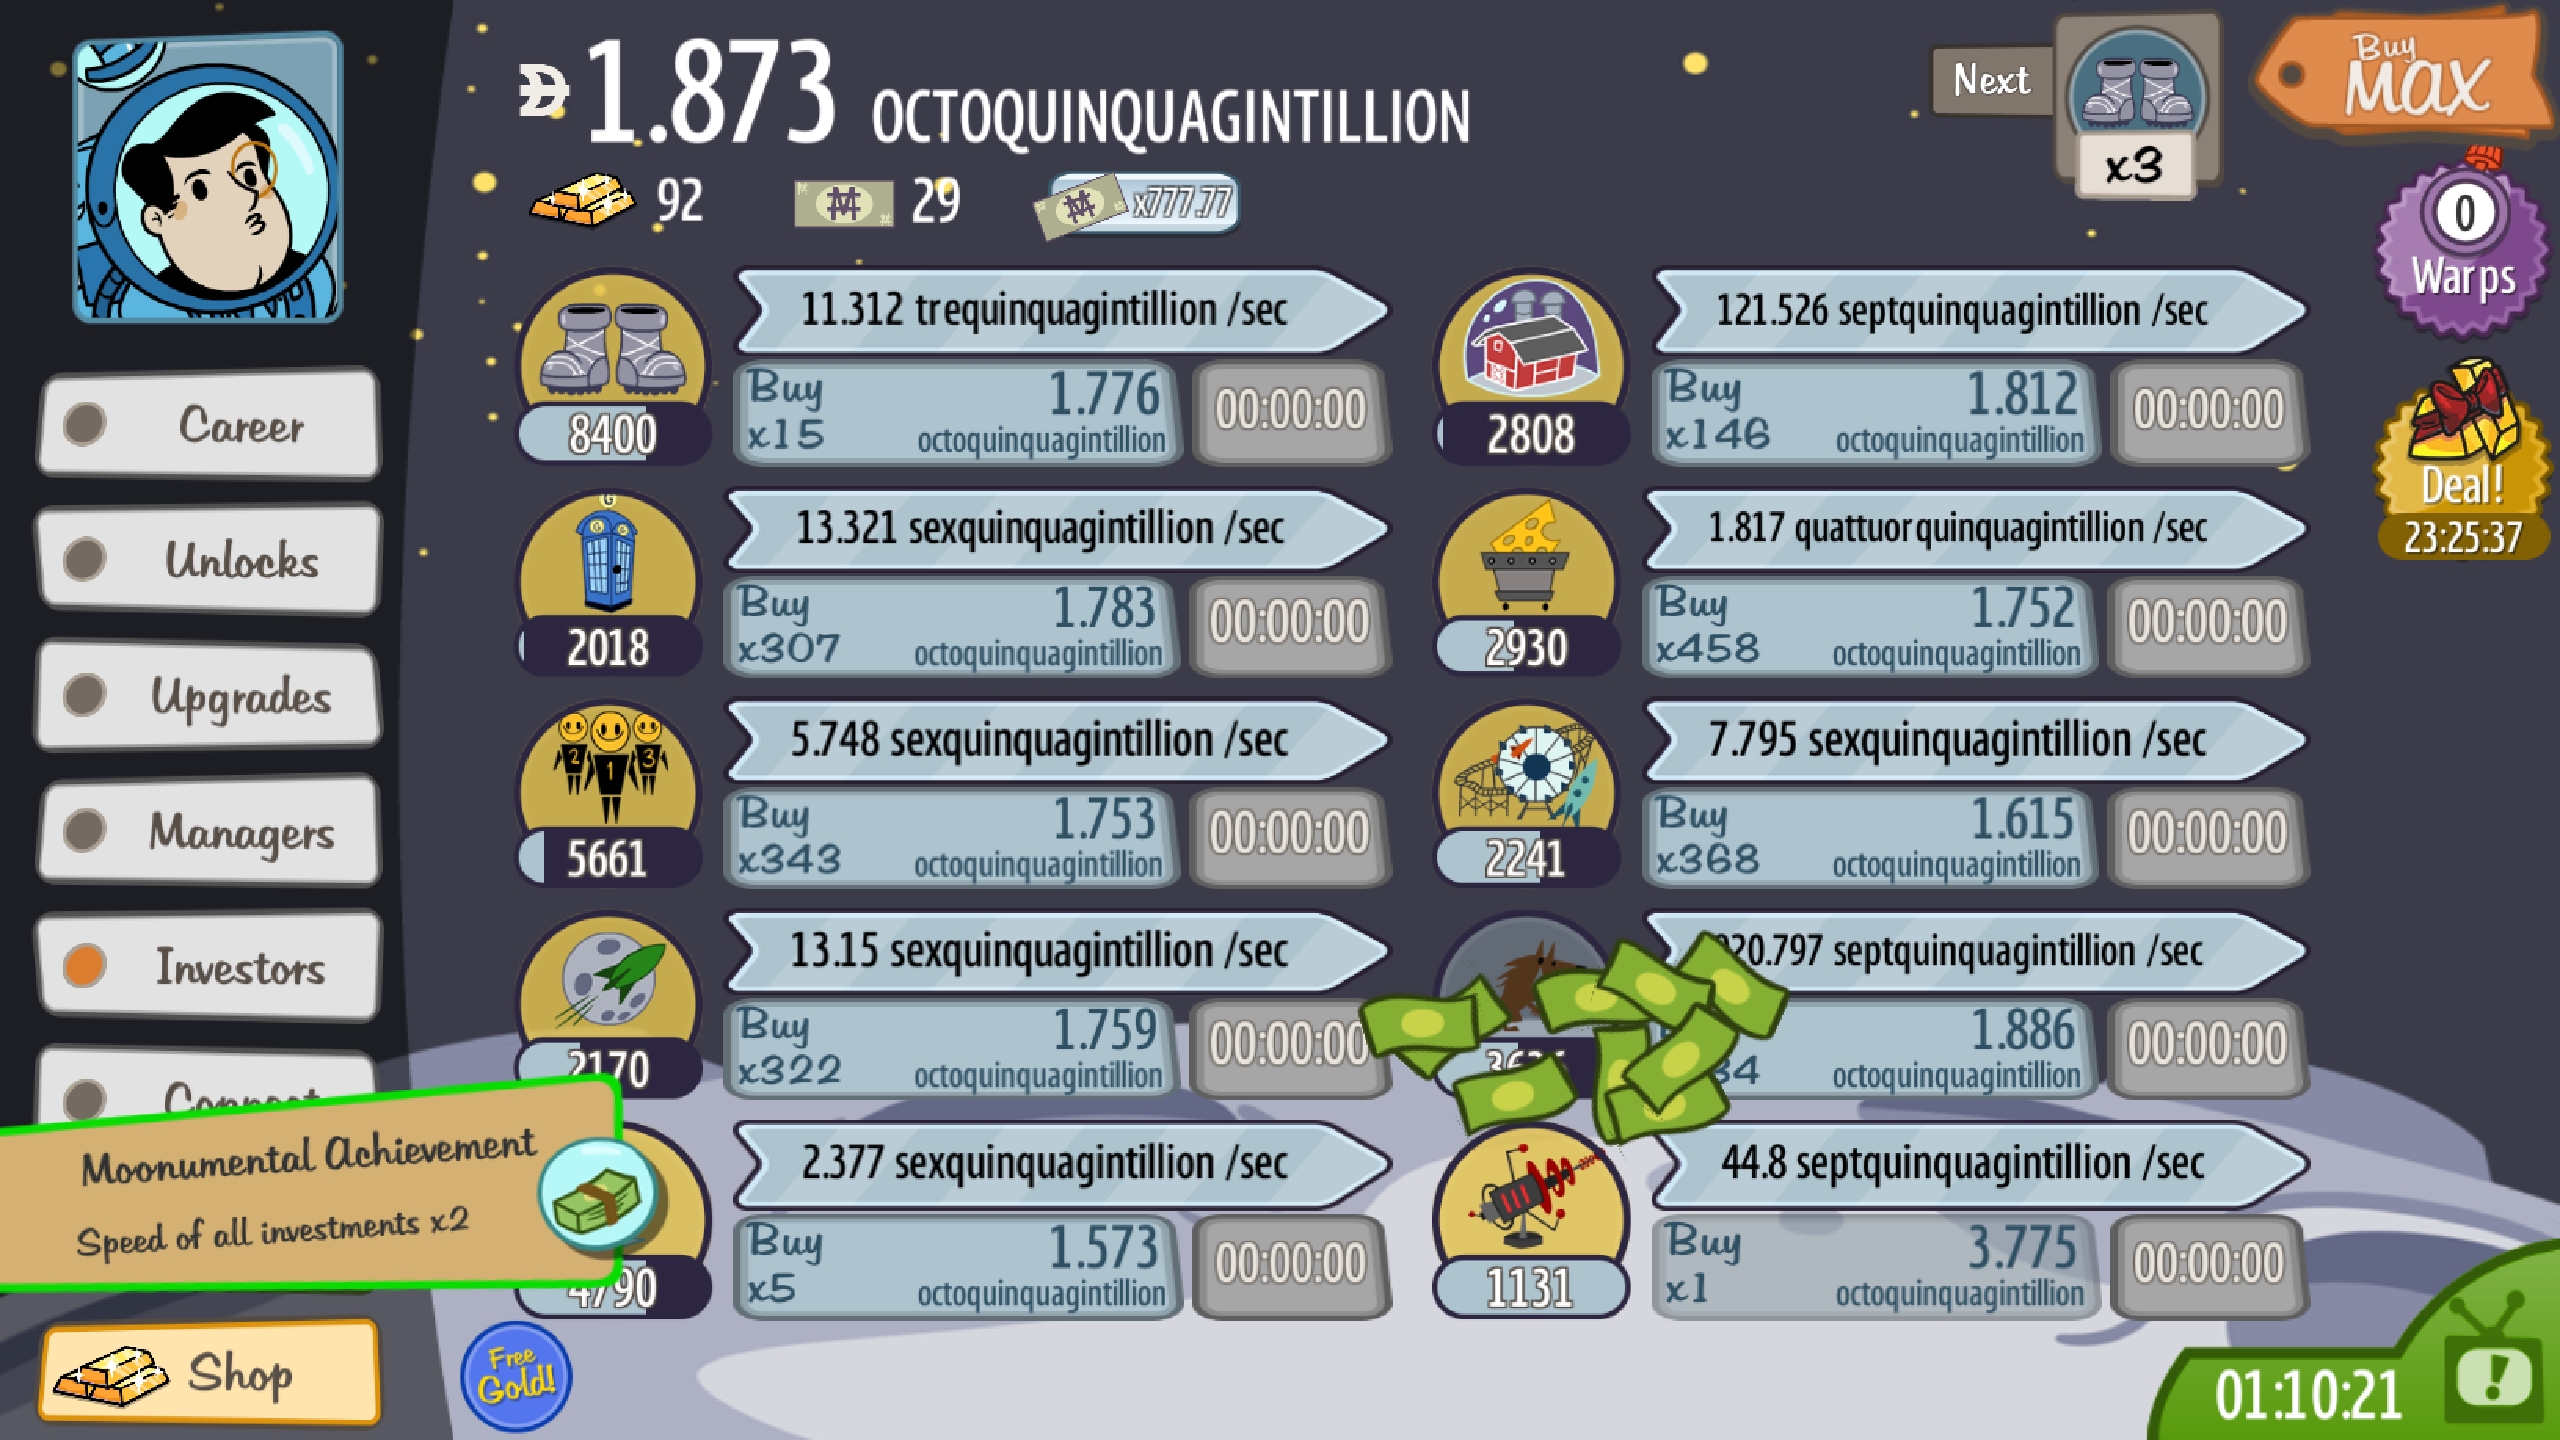 1.873 OCTOQUINQUAGINTILLION
92 29 x777.77
Next
x3
Buy
MAX
0
Warps
Deal!
23:25:37
Career
Unlocks
Upgrades
Managers
Investors
Connect
Moonumental Achievement
Speed of all investments x2
Shop
Free
Gold!
8400
11.312 trequinquagintillion /sec
Buy 1.776
x15 octoquinquagintillion
00:00:00
2808
121.526 septquinquagintillion /sec
Buy 1.812
x146 octoquinquagintillion
00:00:00
G
2018
13.321 sexquinquagintillion /sec
Buy 1.783
x307 octoquinquagintillion
00:00:00
2930
1.817 quattuorquinquagintillion /sec
Buy 1.752
x458 octoquinquagintillion
00:00:00
2 1 3
5661
5.748 sexquinquagintillion /sec
Buy 1.753
x343 octoquinquagintillion
00:00:00
2241
7.795 sexquinquagintillion /sec
Buy 1.615
x368 octoquinquagintillion
00:00:00
2170
13.15 sexquinquagintillion /sec
Buy 1.759
x322 octoquinquagintillion
00:00:00
20.797 septquinquagintillion /sec
1.886
34 octoquinquagintillion
00:00:00
4790
2.377 sexquinquagintillion /sec
Buy 1.573
x5 octoquinquagintillion
00:00:00
1131
44.8 septquinquagintillion /sec
Buy 3.775
x1 octoquinquagintillion
00:00:00
01:10:21
!